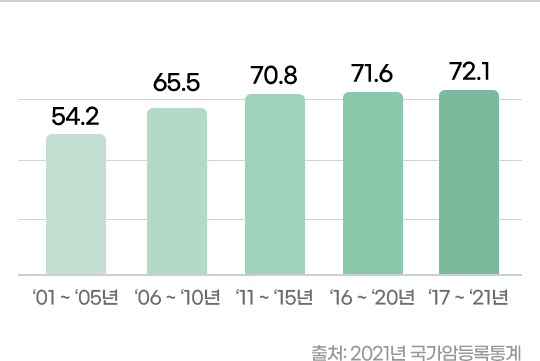 54.2
65.5
70.8
71.6
72.1
‘01 ~ ‘05년
‘06 ~ ‘10년
‘11 ~ ‘15년
‘16 ~ ‘20년
‘17 ~ ‘21년
출처: 2021년 국가암등록통계